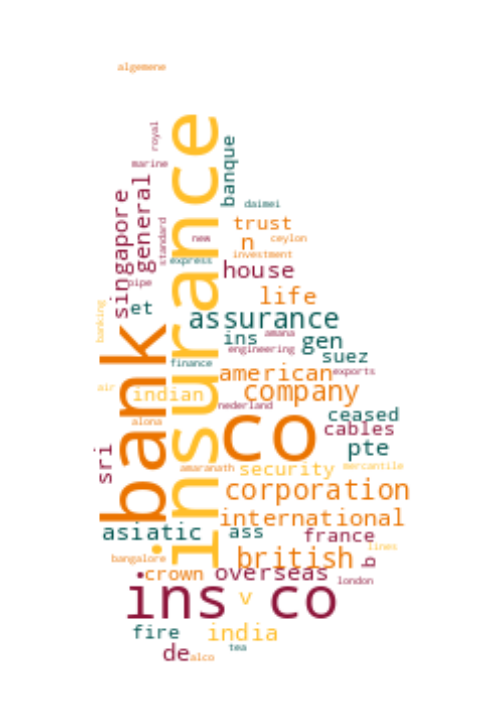 algemene
royal
marine
insurance
banque
general
singapore
daimei
standard
new
trust
n
ceylon
investment
express
house
pipe
life
et
banking
assurance
ins
amana
gen
engineering
suez
bank
finance
american
exports
air
indian
company
nederland
co
ceased
alona
cables
pte
sri
amaranath
security
mercantile
corporation
international
asiatic
ass
france
british
lines
b
bangalore
crown
overseas
london
ins co
v
fire
india
tea
de
alco